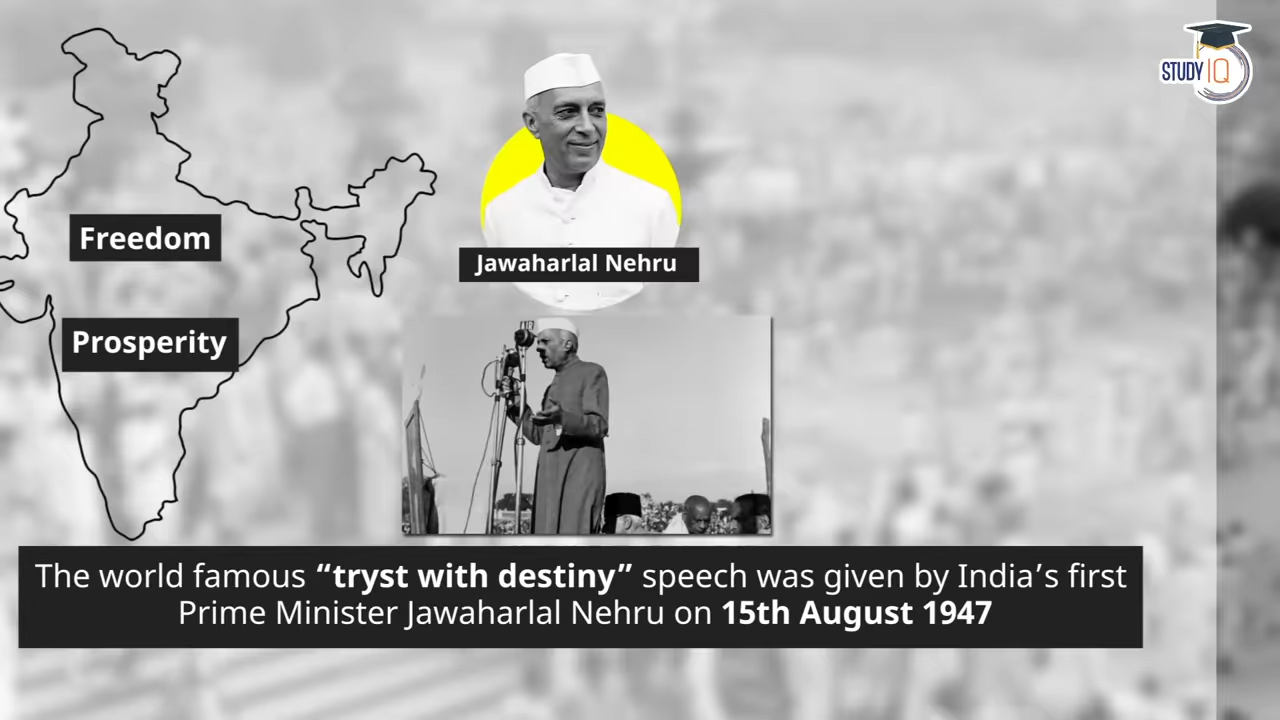 STUDY IQ
Freedom
Jawaharlal Nehru
Prosperity
The world famous “tryst with destiny” speech was given by India’s first
Prime Minister Jawaharlal Nehru on 15th August 1947